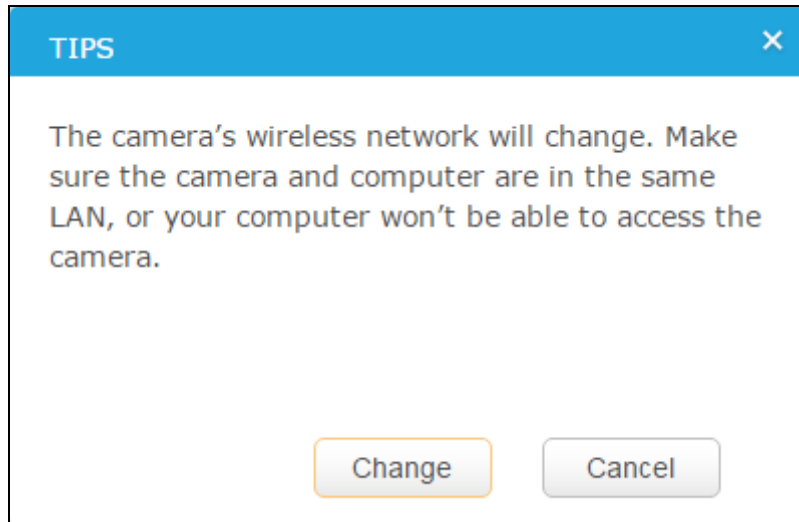 TIPS ×
The camera’s wireless network will change. Make
sure the camera and computer are in the same
LAN, or your computer won’t be able to access the
camera.
Change Cancel